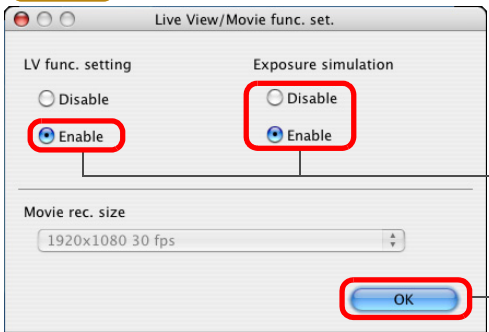 Live View/Movie func. set.
LV func. setting
Exposure simulation
Disable
Disable
Enable
Enable
Movie rec. size
1920x1080 30 fps
OK